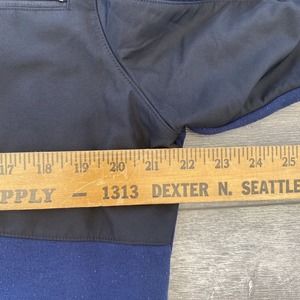 17 18 19 20 21 22 23 24 25
PPLY — 1313 DEXTER N. SEATTLE